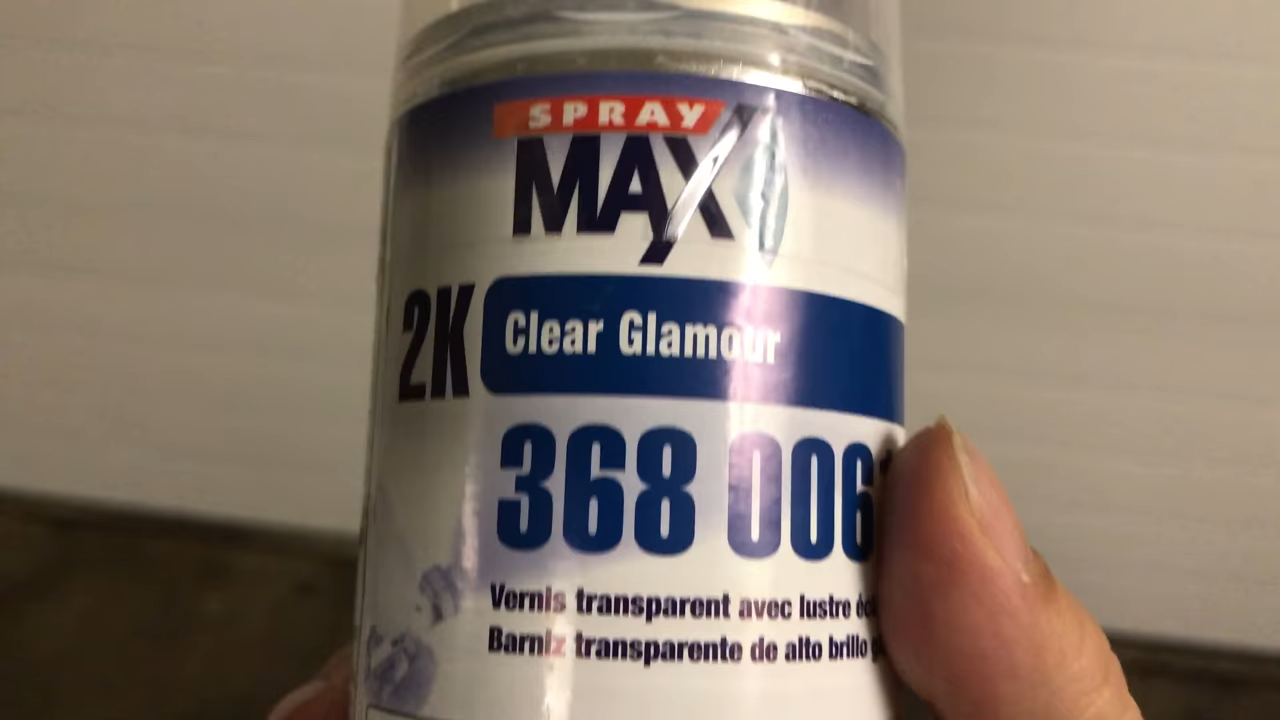 SPRAY
MAX
2K
Clear Glamour
368 006
Vernis transparent avec lustre
Barniz transparente de alto brillo